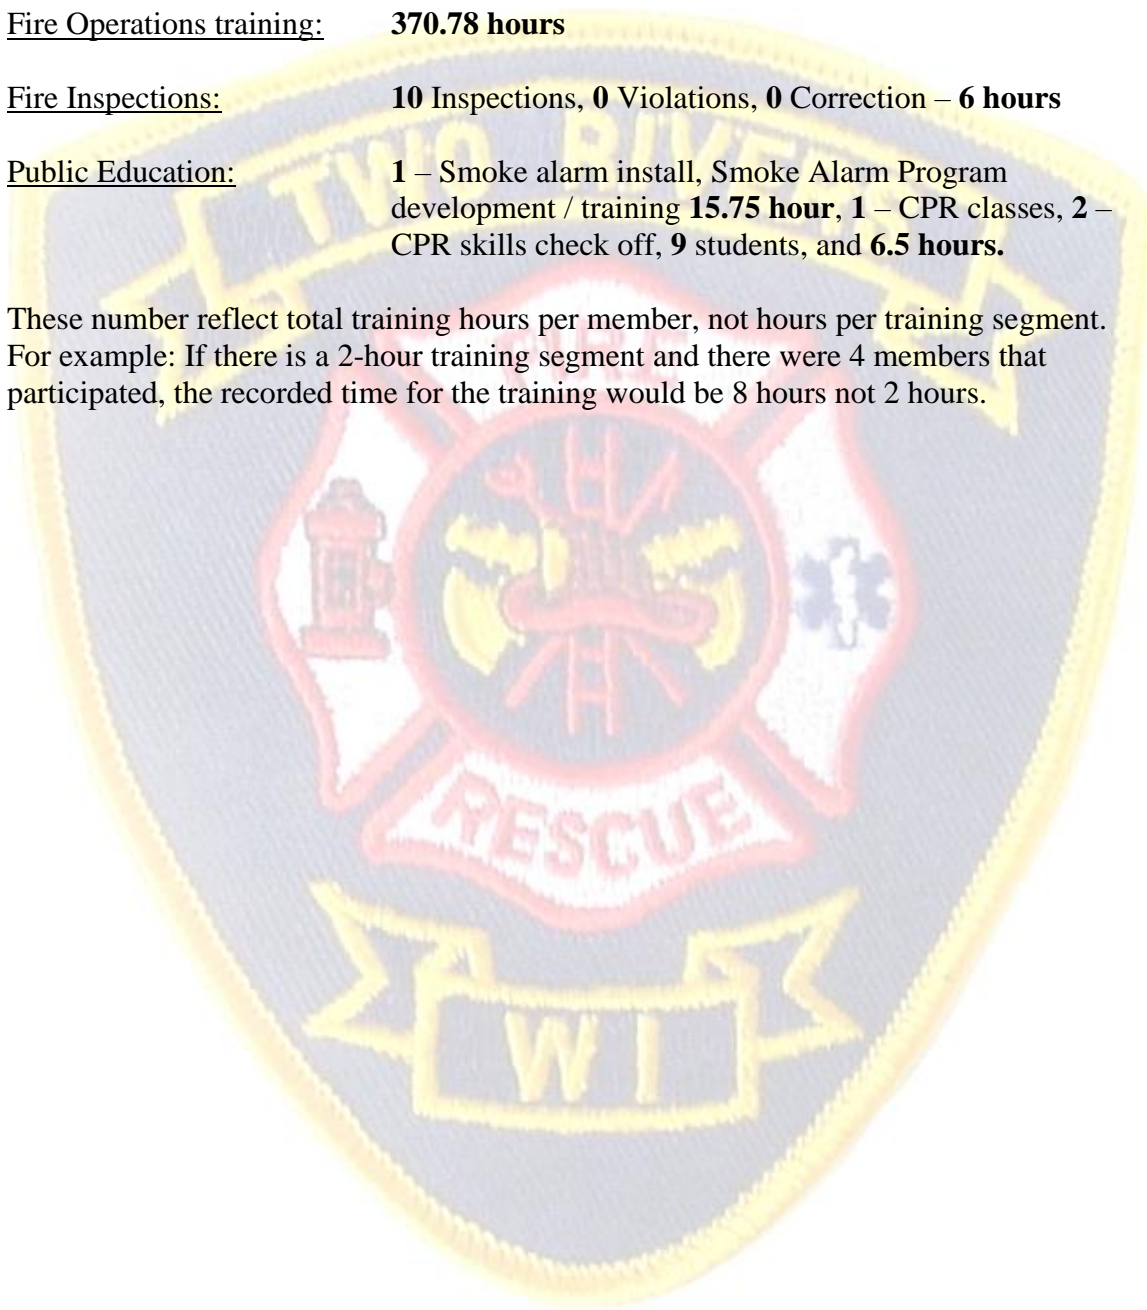 Fire Operations training: 370.78 hours
Fire Inspections: 10 Inspections, 0 Violations, 0 Correction – 6 hours
Public Education: 1 – Smoke alarm install, Smoke Alarm Program
development / training 15.75 hour, 1 – CPR classes, 2 –
CPR skills check off, 9 students, and 6.5 hours.
These number reflect total training hours per member, not hours per training segment.
For example: If there is a 2-hour training segment and there were 4 members that
participated, the recorded time for the training would be 8 hours not 2 hours.
TWO RIVERS
FIRE
RESCUE
WI